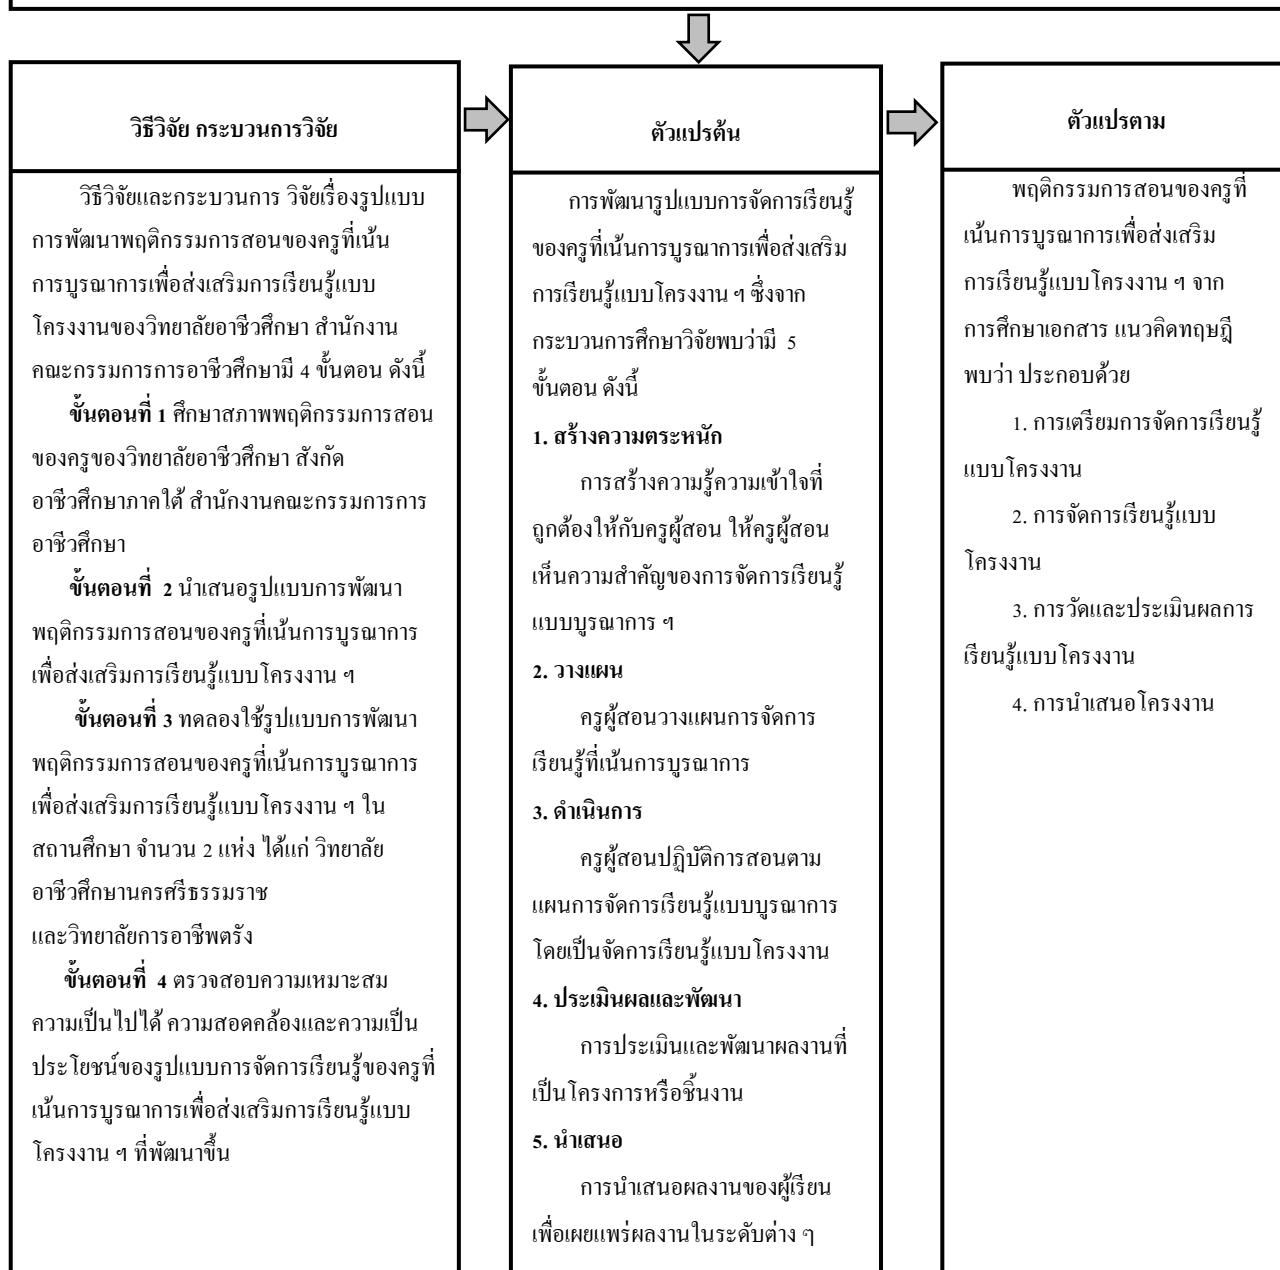 วิธีวิจัย กระบวนการวิจัย
วิธีวิจัยและกระบวนการ วิจัยเรื่องรูปแบบ
การพัฒนาพฤติกรรมการสอนของครูที่เน้น
การบูรณาการเพื่อส่งเสริมการเรียนรู้แบบ
โครงงานของวิทยาลัยอาชีวศึกษา สำนักงาน
คณะกรรมการการอาชีวศึกษามี 4 ขั้นตอน ดังนี้
ขั้นตอนที่ 1 ศึกษาสภาพพฤติกรรมการสอน
ของครูของวิทยาลัยอาชีวศึกษา สังกัด
อาชีวศึกษาภาคใต้ สำนักงานคณะกรรมการการ
อาชีวศึกษา
ขั้นตอนที่ 2 นำเสนอรูปแบบการพัฒนา
พฤติกรรมการสอนของครูที่เน้นการบูรณาการ
เพื่อส่งเสริมการเรียนรู้แบบโครงงาน ฯ
ขั้นตอนที่ 3 ทดลองใช้รูปแบบการพัฒนา
พฤติกรรมการสอนของครูที่เน้นการบูรณาการ
เพื่อส่งเสริมการเรียนรู้แบบโครงงาน ฯ ใน
สถานศึกษา จำนวน 2 แห่ง ได้แก่ วิทยาลัย
อาชีวศึกษานครศรีธรรมราช
และวิทยาลัยการอาชีพตรัง
ขั้นตอนที่ 4 ตรวจสอบความเหมาะสม
ความเป็นไปได้ ความสอดคล้องและความเป็น
ประโยชน์ของรูปแบบการจัดการเรียนรู้ของครูที่
เน้นการบูรณาการเพื่อส่งเสริมการเรียนรู้แบบ
โครงงาน ฯ ที่พัฒนาขึ้น
ตัวแปรต้น
การพัฒนารูปแบบการจัดการเรียนรู้
ของครูที่เน้นการบูรณาการเพื่อส่งเสริม
การเรียนรู้แบบโครงงาน ฯ ซึ่งจาก
กระบวนการศึกษาวิจัยพบว่ามี 5
ขั้นตอน ดังนี้
1. สร้างความตระหนัก
การสร้างความรู้ความเข้าใจที่
ถูกต้องให้กับครูผู้สอน ให้ครูผู้สอน
เห็นความสำคัญของการจัดการเรียนรู้
แบบบูรณาการ ฯ
2. วางแผน
ครูผู้สอนวางแผนการจัดการ
เรียนรู้ที่เน้นการบูรณาการ
3. ดำเนินการ
ครูผู้สอนปฏิบัติการสอนตาม
แผนการจัดการเรียนรู้แบบบูรณาการ
โดยเป็นจัดการเรียนรู้แบบโครงงาน
4. ประเมินผลและพัฒนา
การประเมินและพัฒนาผลงานที่
เป็นโครงการหรือชิ้นงาน
5. นำเสนอ
การนำเสนอผลงานของผู้เรียน
เพื่อเผยแพร่ผลงานในระดับต่าง ๆ
ตัวแปรตาม
พฤติกรรมการสอนของครูที่
เน้นการบูรณาการเพื่อส่งเสริม
การเรียนรู้แบบโครงงาน ฯ จาก
การศึกษาเอกสาร แนวคิดทฤษฎี
พบว่า ประกอบด้วย
1. การเตรียมการจัดการเรียนรู้
แบบโครงงาน
2. การจัดการเรียนรู้แบบ
โครงงาน
3. การวัดและประเมินผลการ
เรียนรู้แบบโครงงาน
4. การนำเสนอโครงงาน